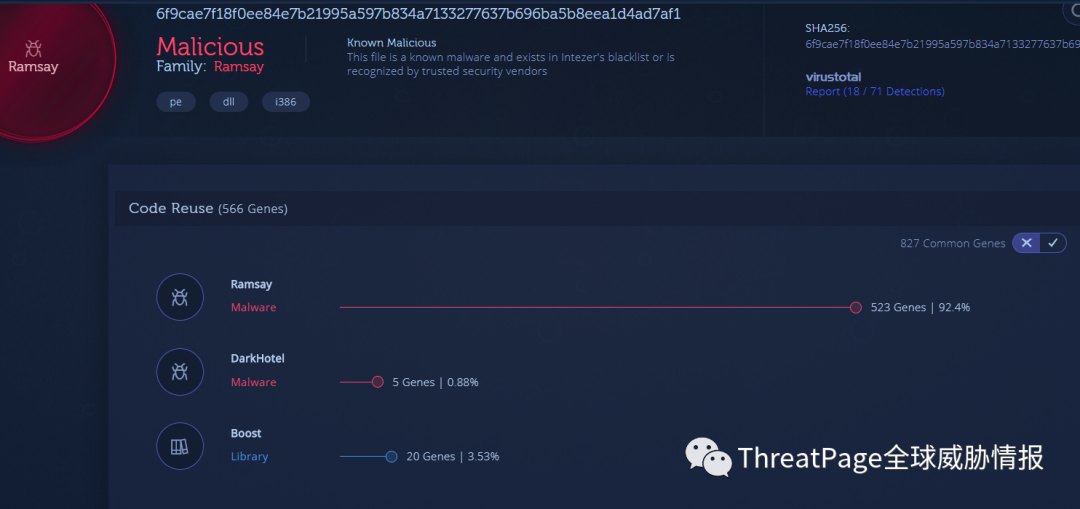 6f9cae7f18f0ee84e7b21995a597b834a7133277637b696ba5b8eea1d4ad7af1
Ramsay
Malicious
Family: Ramsay
pe dll i386
Known Malicious
This file is a known malware and exists in Intezer's blacklist or is
recognized by trusted security vendors
SHA256:
6f9cae7f18f0ee84e7b21995a597b834a7133277637b69
virustotal
Report (18 / 71 Detections)
Code Reuse (566 Genes)
827 Common Genes
Ramsay
Malware
523 Genes | 92.4%
DarkHotel
Malware
5 Genes | 0.88%
Boost
Library
20 Genes | 3.53%
ThreatPage全球威胁情报